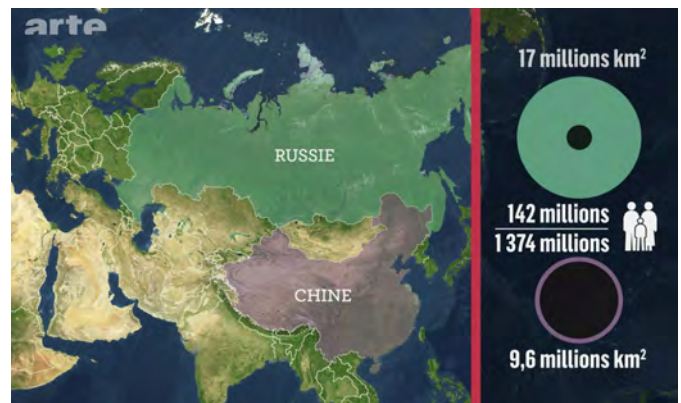 arte
RUSSIE
CHINE
17 millions km²
142 millions
1 374 millions
9,6 millions km²